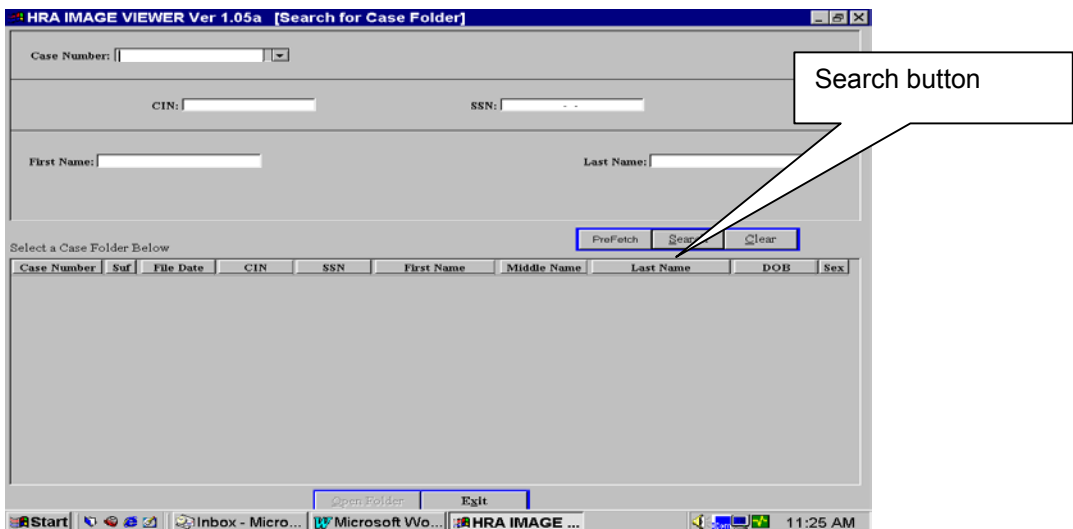 HRA IMAGE VIEWER Ver 1.05a [Search for Case Folder]
Case Number:
Search button
CIN: SSN: - -
First Name: Last Name:
Select a Case Folder Below
PreFetch Clear
Case Number Suf File Date CIN SSN First Name Middle Name Last Name DOB Sex
Open Folder Exit
Start Inbox - Micro... Microsoft Wo... HRA IMAGE ... 11:25 AM